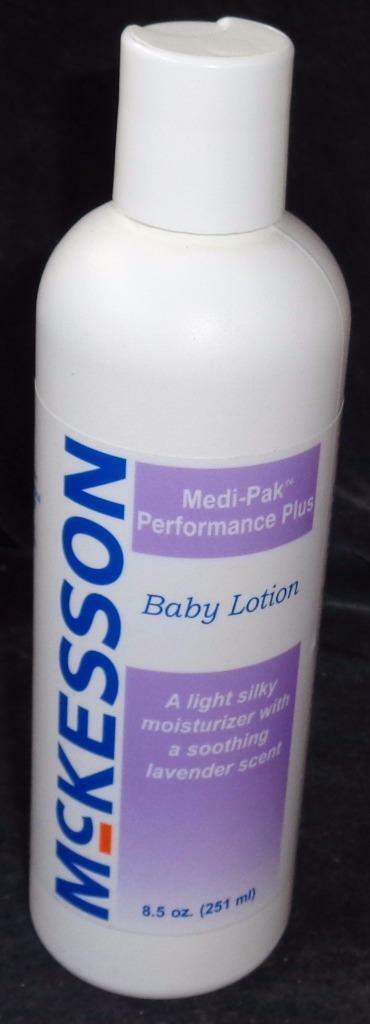 McKESSON
Medi-Pak™
Performance Plus
Baby Lotion
A light silky
moisturizer with
a soothing
lavender scent
8.5 oz. (251 ml)